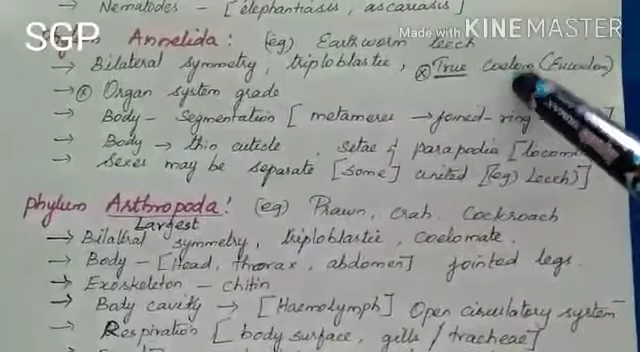 Nematodes - [elephantiasis, ascariasis]
SGP
Made with KINEMASTER
Phylum Annelida: (eg) Earthworm leech
→ Bilateral symmetry, triploblastic, True Coelom (Eucoelom)
→ Organ system grade
→ Body - Segmentation [metameres → joined-ring
→ Body → thin cuticle. Setae & parapodia [locom
→ Sexes may be separate [some] united [(eg) Leech)]
Phylum Arthropoda! (eg) Prawn, Crab, Cockroach
Largest
→ Bilateral symmetry, triploblastic, coelomate.
→ Body - [Head, thorax, abdomen] jointed legs.
→ Exoskeleton - chitin
→ Body cavity → [Haemolymph] Open circulatory system
→ Respiration [body surface, gills / tracheae]